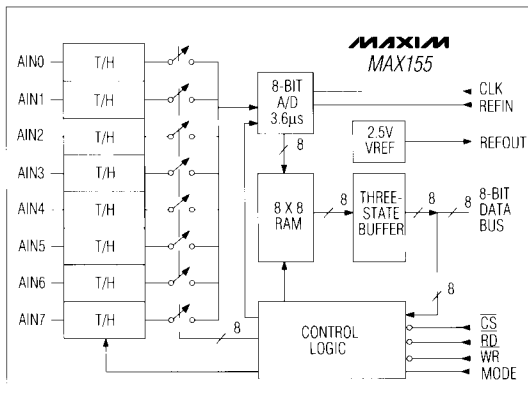 MAXIM
MAX155
AIN0 T/H
AIN1 T/H
AIN2 T/H
AIN3 T/H
AIN4 T/H
AIN5 T/H
AIN6 T/H
AIN7 T/H
8
8-BIT
A/D
3.6µs
CLK
REFIN
8
2.5V
VREF
REFOUT
8 X 8
RAM
8
THREE-
STATE
BUFFER
8
8
8-BIT
DATA
BUS
8
CONTROL
LOGIC
CS
RD
WR
MODE